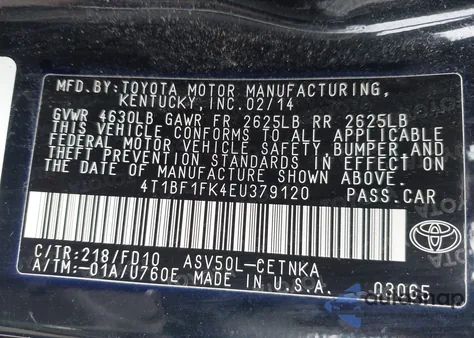 MFD.BY:TOYOTA MOTOR MANUFACTURING,
KENTUCKY, INC. 02/14
GVWR 4630LB GAWR FR 2625LB RR 2625LB
THIS VEHICLE CONFORMS TO ALL APPLICABLE
FEDERAL MOTOR VEHICLE SAFETY, BUMPER AND
THEFT PREVENTION STANDARDS IN EFFECT ON THE
DATE OF MANUFACTURE SHOWN ABOVE.
4T1BF1FK4EU379120 PASS.CAR
C/TR:218/FD10 ASV50L-CETNKA
A/TM:-01A/U760E MADE IN U.S.A. 03065
TOYOTA